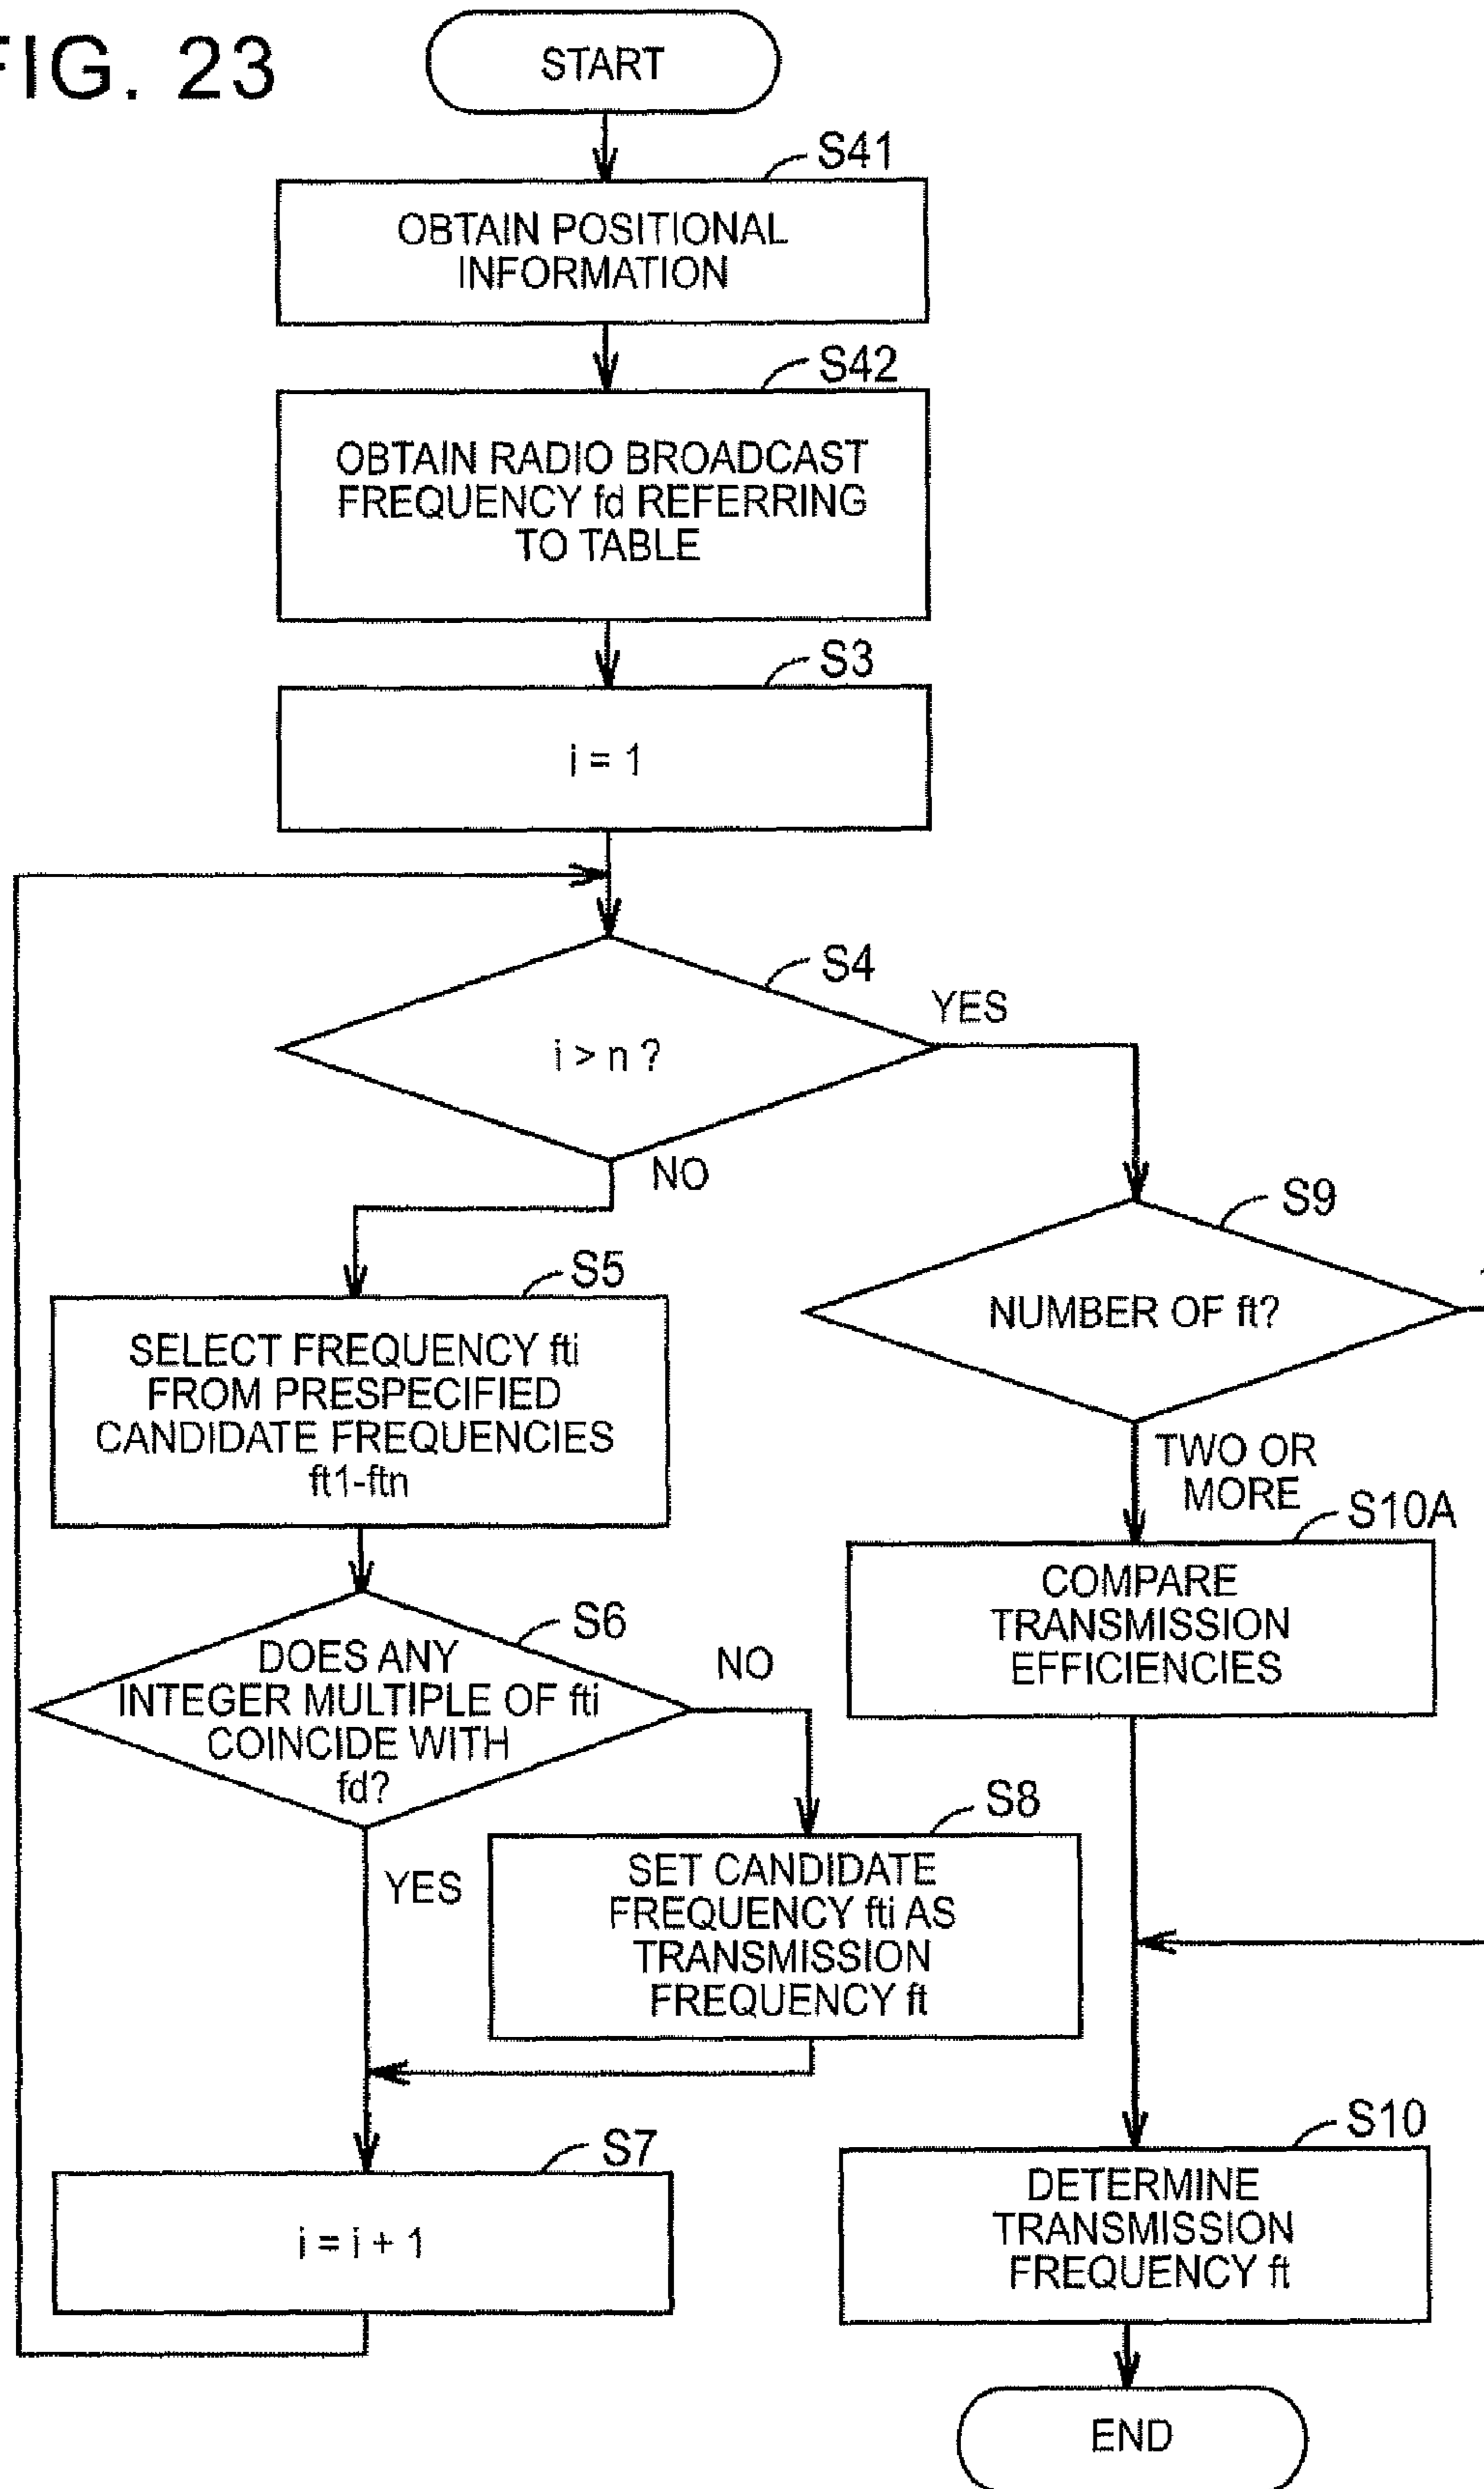 FIG. 23
START
S41
OBTAIN POSITIONAL
INFORMATION
S42
OBTAIN RADIO BROADCAST
FREQUENCY fd REFERRING
TO TABLE
S3
i = 1
S4
i > n ?
YES
NO
S5
SELECT FREQUENCY fti
FROM PRESPECIFIED
CANDIDATE FREQUENCIES
ft1-ftn
S6
DOES ANY
INTEGER MULTIPLE OF fti
COINCIDE WITH
fd?
NO
YES
S8
SET CANDIDATE
FREQUENCY fti AS
TRANSMISSION
FREQUENCY ft
S7
i = i + 1
S9
NUMBER OF ft?
TWO OR
MORE
S10A
COMPARE
TRANSMISSION
EFFICIENCIES
S10
DETERMINE
TRANSMISSION
FREQUENCY ft
END